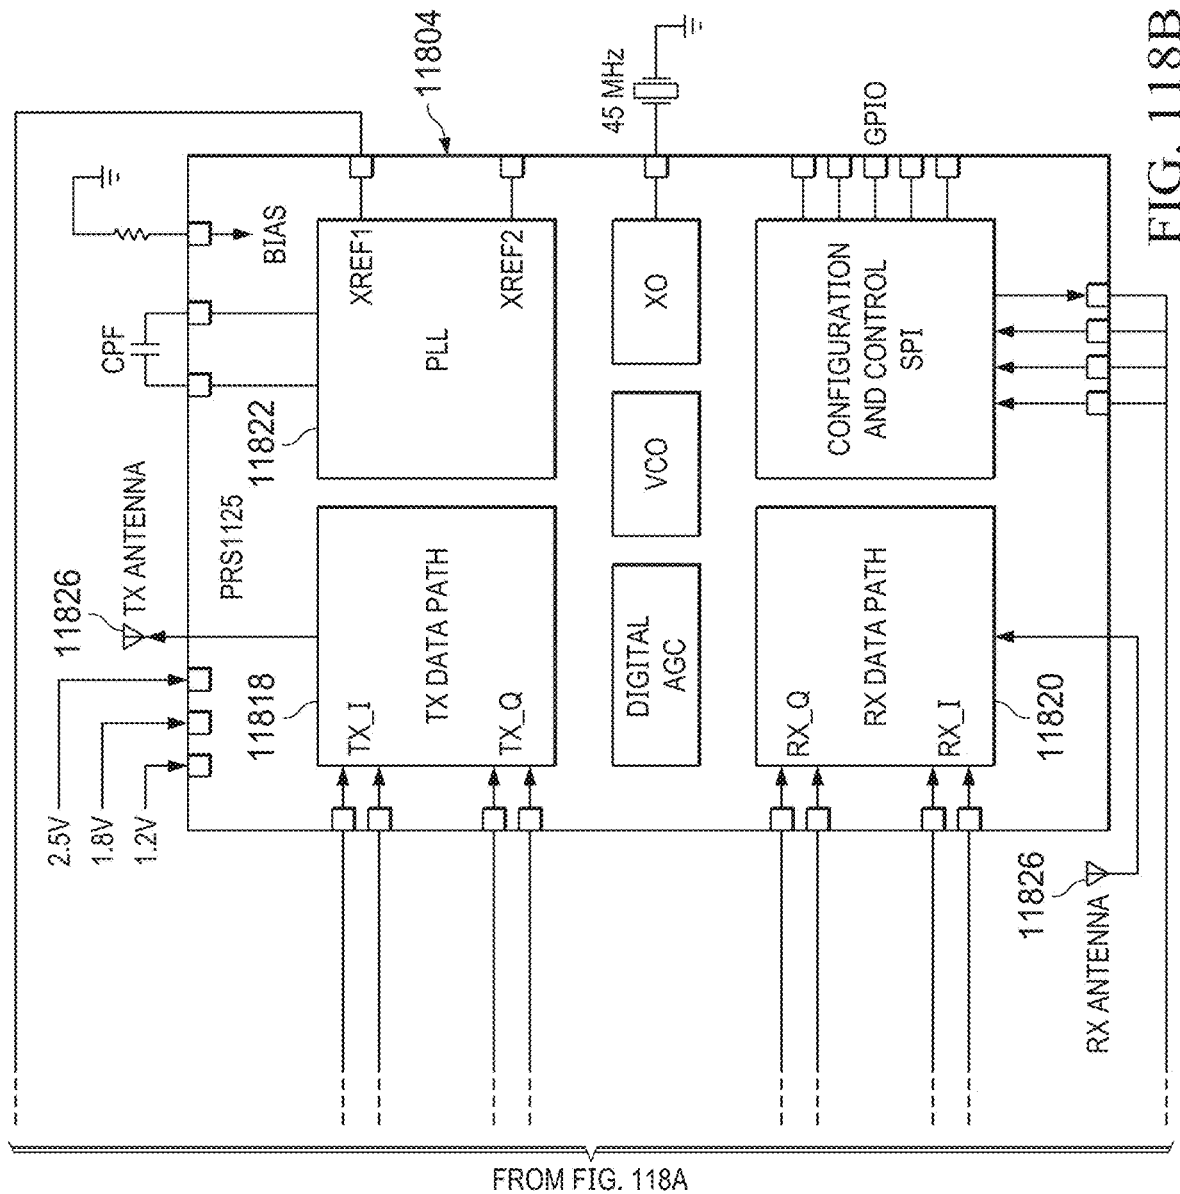 2.5V
1.8V
1.2V
11826
TX ANTENNA
CPF
BIAS
11804
PRS1125
11818
TX_I
TX DATA PATH
TX_Q
11822
PLL
XREF1
XREF2
DIGITAL
AGC
VCO
XO
45 MHz
RX_Q
RX DATA PATH
RX_I
11820
CONFIGURATION
AND CONTROL
SPI
GPIO
11826
RX ANTENNA
FROM FIG. 118A
FIG. 118B